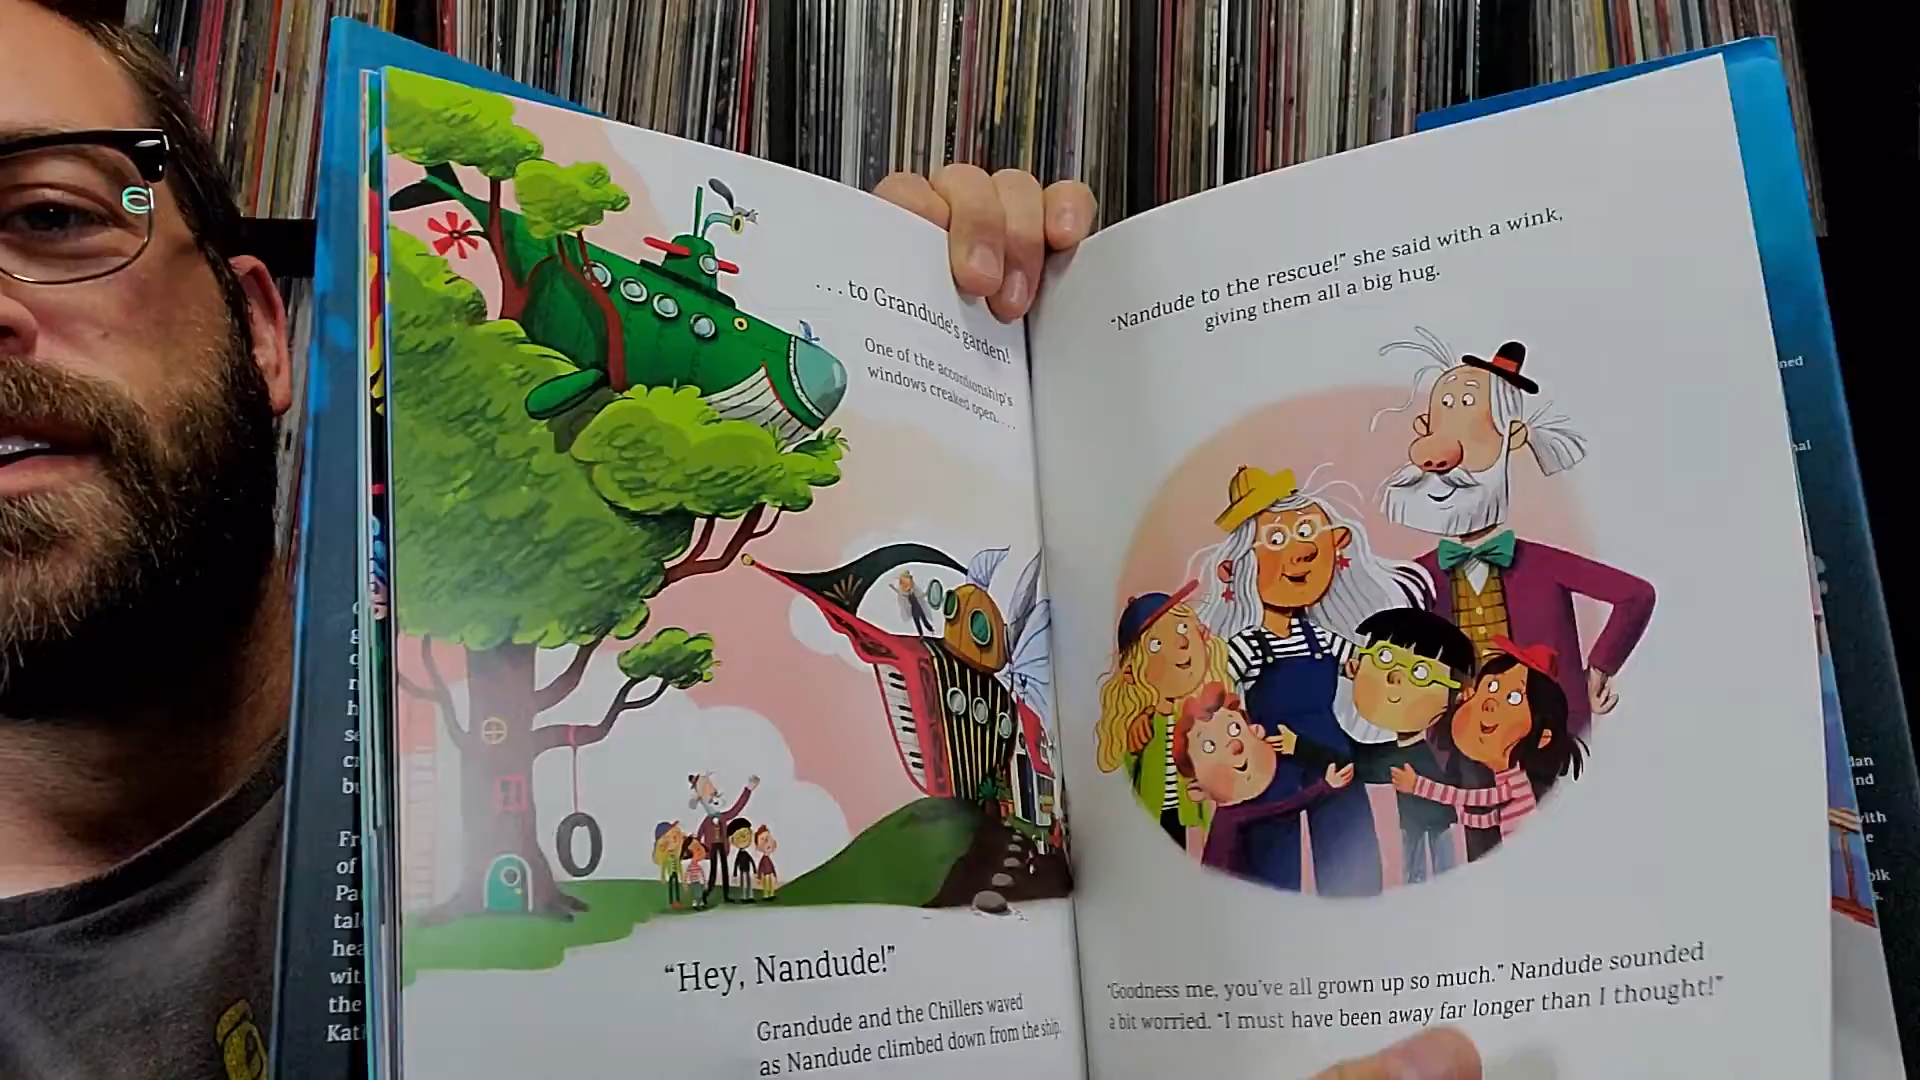 ...to Grandude's garden!
One of the accordionship's
windows creaked open....
"Hey, Nandude!"
Grandude and the Chillers waved
as Nandude climbed down from the ship.
"Nandude to the rescue!" she said with a wink,
giving them all a big hug.
"Goodness me, you've all grown up so much." Nandude sounded
a bit worried. "I must have been away far longer than I thought!"